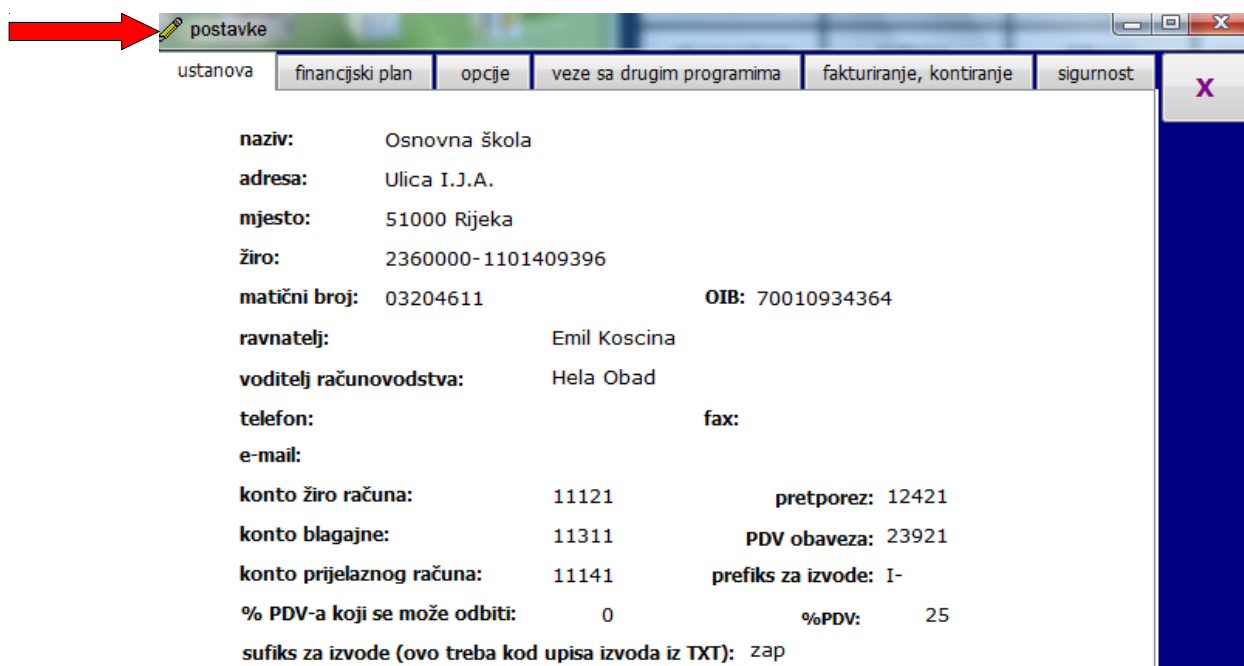 postavke
X
ustanova financijski plan opcije veze sa drugim programima fakturiranje, kontiranje sigurnost
X
naziv: Osnovna škola
adresa: Ulica I.J.A.
mjesto: 51000 Rijeka
žiro: 2360000-1101409396
matični broj: 03204611 OIB: 70010934364
ravnatelj: Emil Koscina
voditelj računovodstva: Hela Obad
telefon: fax:
e-mail:
konto žiro računa: 11121 pretporez: 12421
konto blagajne: 11311 PDV obaveza: 23921
konto prijelaznog računa: 11141 prefiks za izvode: I-
% PDV-a koji se može odbiti: 0 %PDV: 25
sufiks za izvode (ovo treba kod upisa izvoda iz TXT): zap